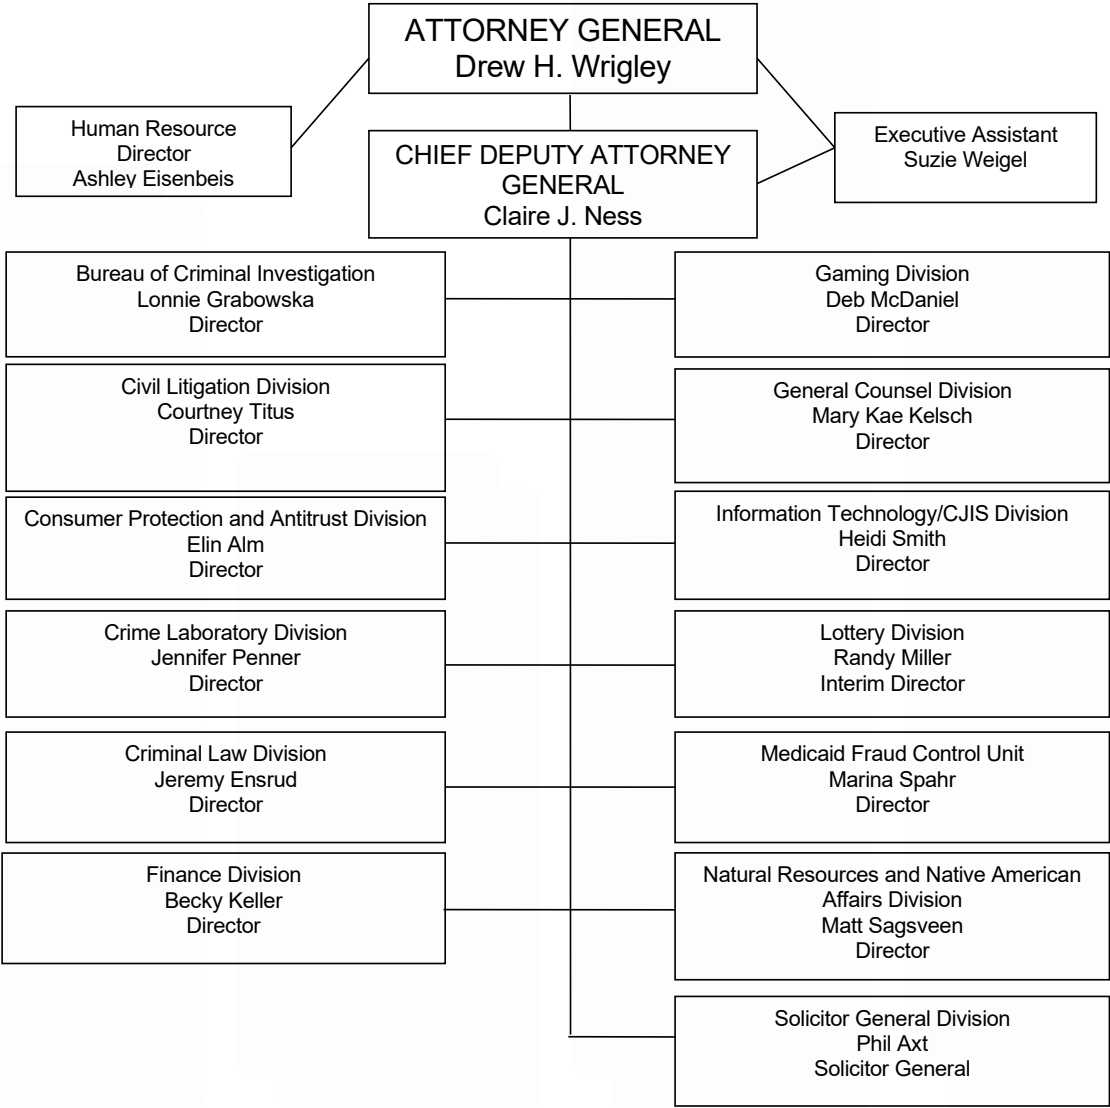 ATTORNEY GENERAL
Drew H. Wrigley
Human Resource
Director
Ashley Eisenbeis
CHIEF DEPUTY ATTORNEY
GENERAL
Claire J. Ness
Executive Assistant
Suzie Weigel
Bureau of Criminal Investigation
Lonnie Grabowska
Director
Gaming Division
Deb McDaniel
Director
Civil Litigation Division
Courtney Titus
Director
General Counsel Division
Mary Kae Kelsch
Director
Consumer Protection and Antitrust Division
Elin Alm
Director
Information Technology/CJIS Division
Heidi Smith
Director
Crime Laboratory Division
Jennifer Penner
Director
Lottery Division
Randy Miller
Interim Director
Criminal Law Division
Jeremy Ensrud
Director
Medicaid Fraud Control Unit
Marina Spahr
Director
Finance Division
Becky Keller
Director
Natural Resources and Native American
Affairs Division
Matt Sagsveen
Director
Solicitor General Division
Phil Axt
Solicitor General